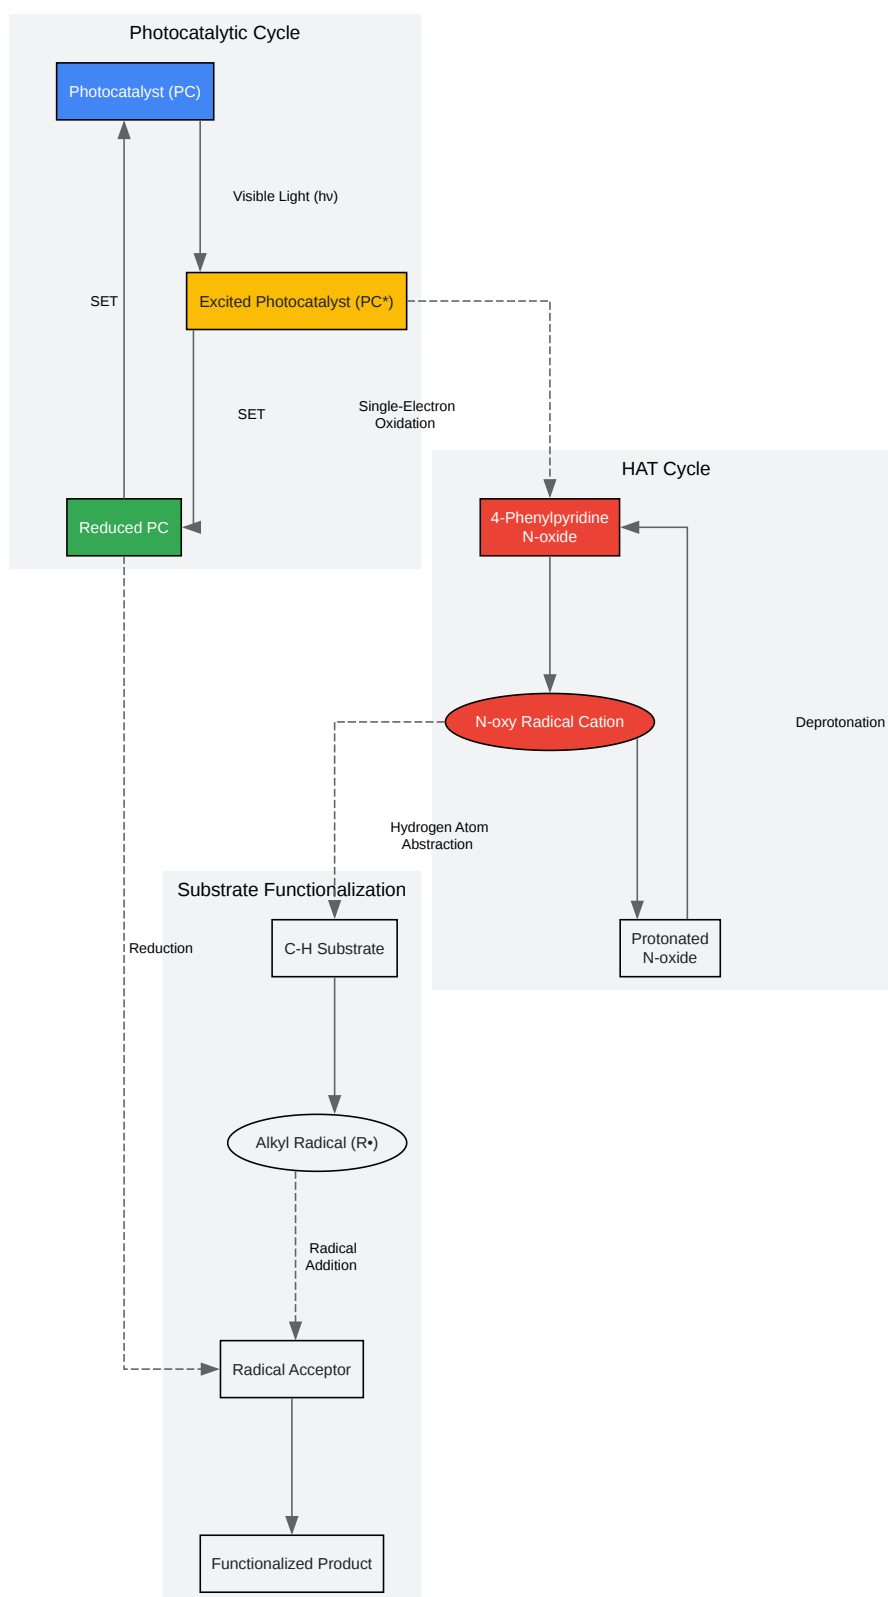 Photocatalytic Cycle
Photocatalyst (PC)
Visible Light (hν)
SET
Excited Photocatalyst (PC*)
SET
Single-Electron
Oxidation
HAT Cycle
Reduced PC
4-Phenylpyridine
N-oxide
N-oxy Radical Cation
Deprotonation
Hydrogen Atom
Abstraction
Substrate Functionalization
Reduction
C-H Substrate
Protonated
N-oxide
Alkyl Radical (R•)
Radical
Addition
Radical Acceptor
Functionalized Product